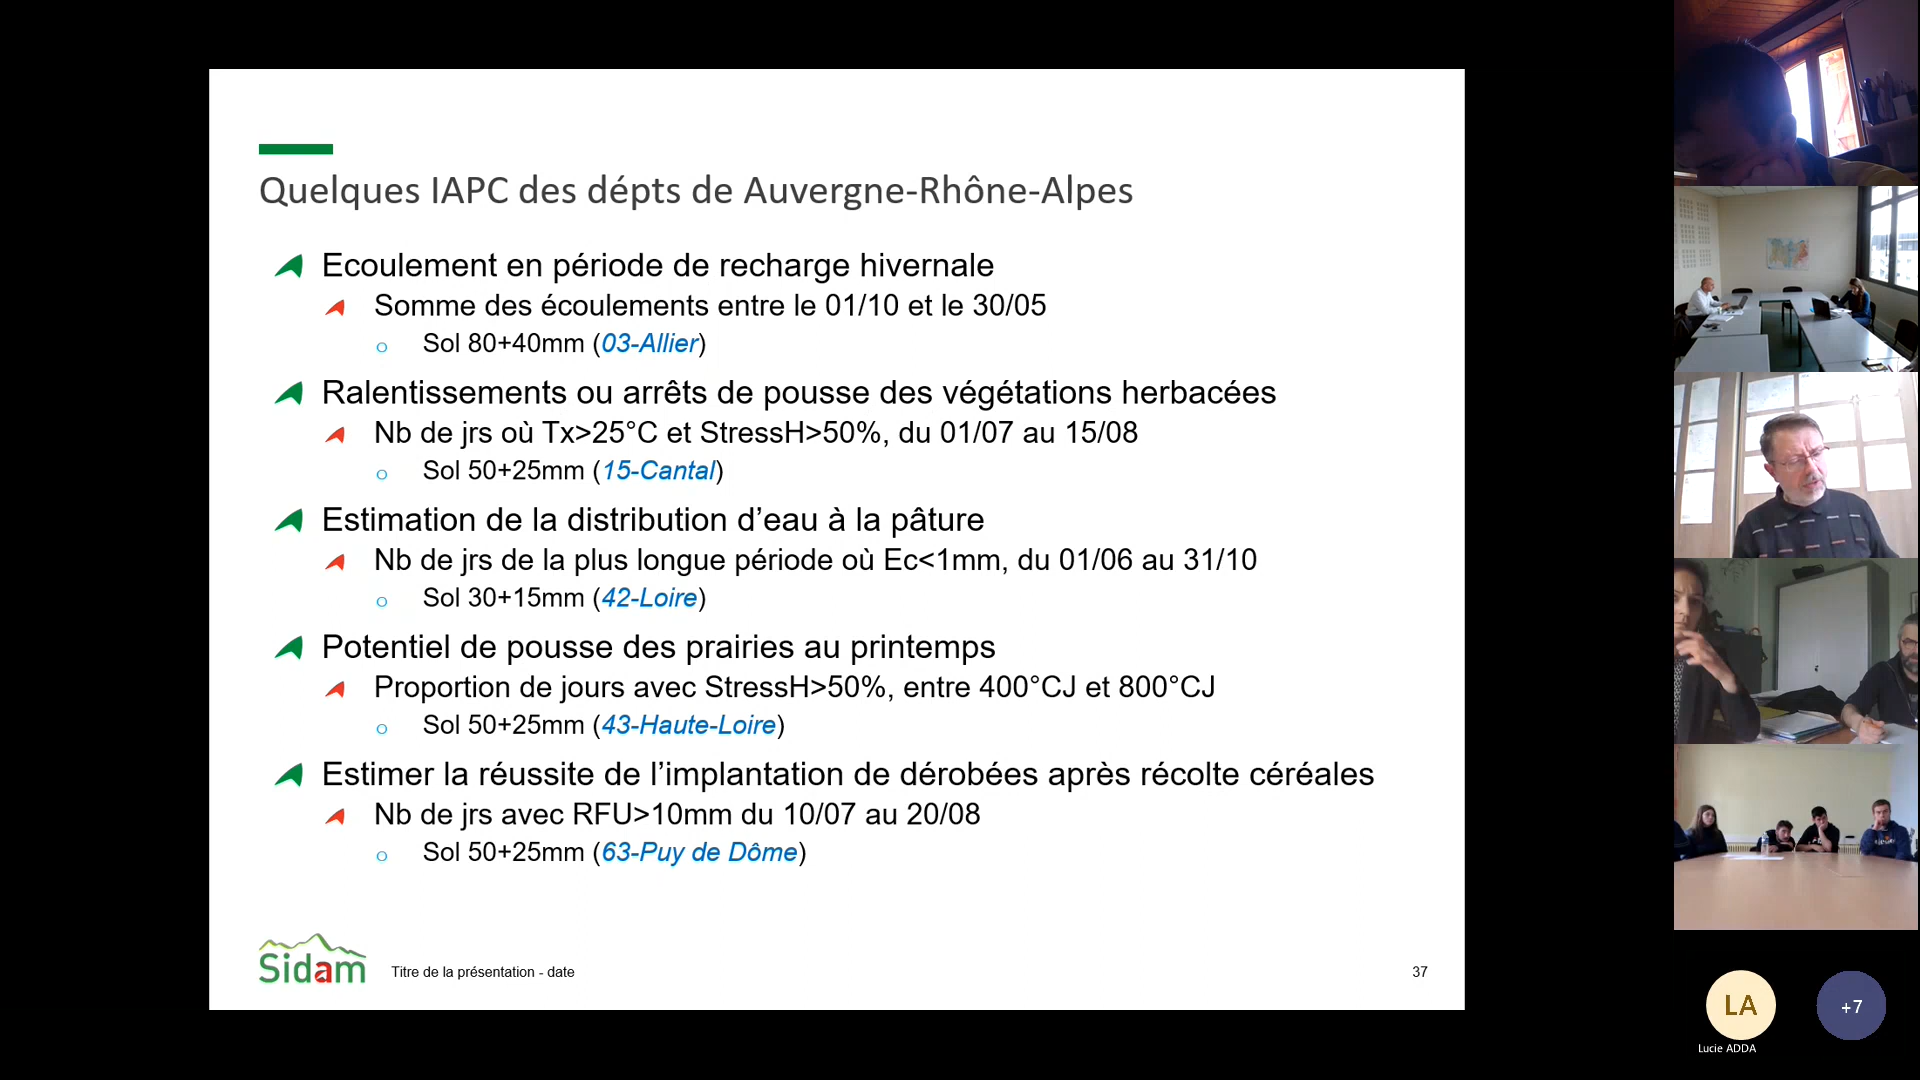 Quelques IAPC des dépts de Auvergne-Rhône-Alpes
Ecoulement en période de recharge hivernale
Somme des écoulements entre le 01/10 et le 30/05
Sol 80+40mm (03-Allier)
Ralentissements ou arrêts de pousse des végétations herbacées
Nb de jrs où Tx>25°C et StressH>50%, du 01/07 au 15/08
Sol 50+25mm (15-Cantal)
Estimation de la distribution d’eau à la pâture
Nb de jrs de la plus longue période où Ec<1mm, du 01/06 au 31/10
Sol 30+15mm (42-Loire)
Potentiel de pousse des prairies au printemps
Proportion de jours avec StressH>50%, entre 400°CJ et 800°CJ
Sol 50+25mm (43-Haute-Loire)
Estimer la réussite de l’implantation de dérobées après récolte céréales
Nb de jrs avec RFU>10mm du 10/07 au 20/08
Sol 50+25mm (63-Puy de Dôme)
Sidam
Titre de la présentation - date
37
LA
+7
Lucie ADDA